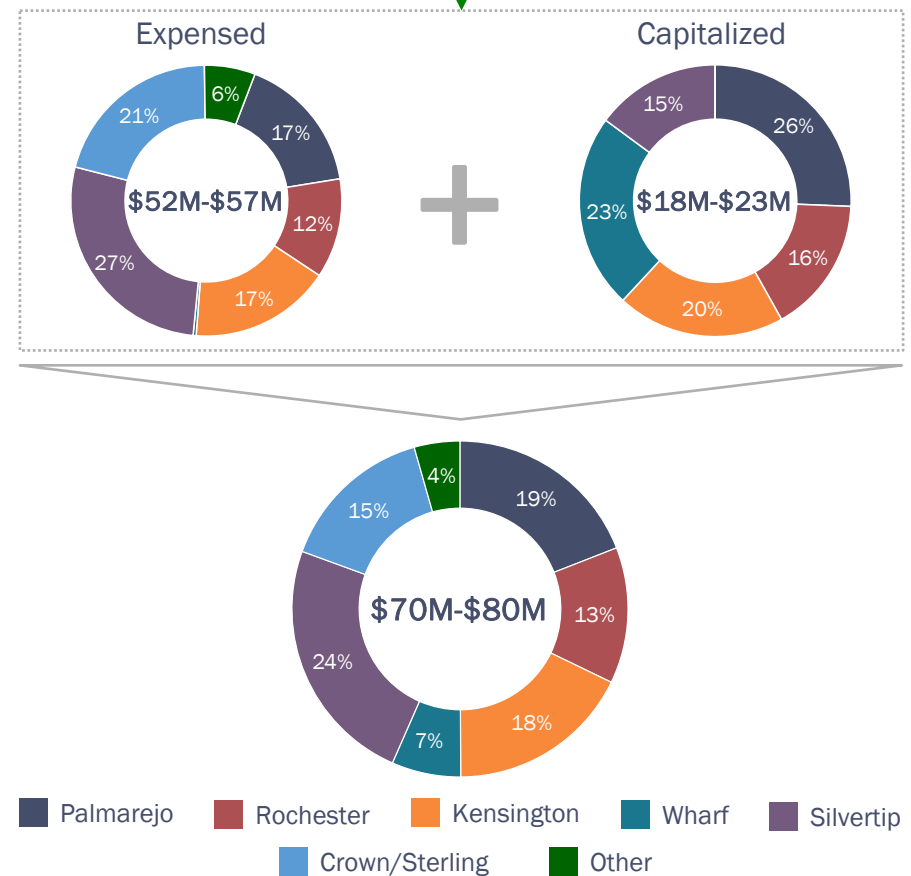 Expensed
Capitalized
6%
17%
12%
17%
27%
21%
$52M-$57M
26%
16%
20%
23%
15%
$18M-$23M
4%
19%
13%
18%
7%
24%
15%
$70M-$80M
Palmarejo
Rochester
Kensington
Wharf
Silvertip
Crown/Sterling
Other